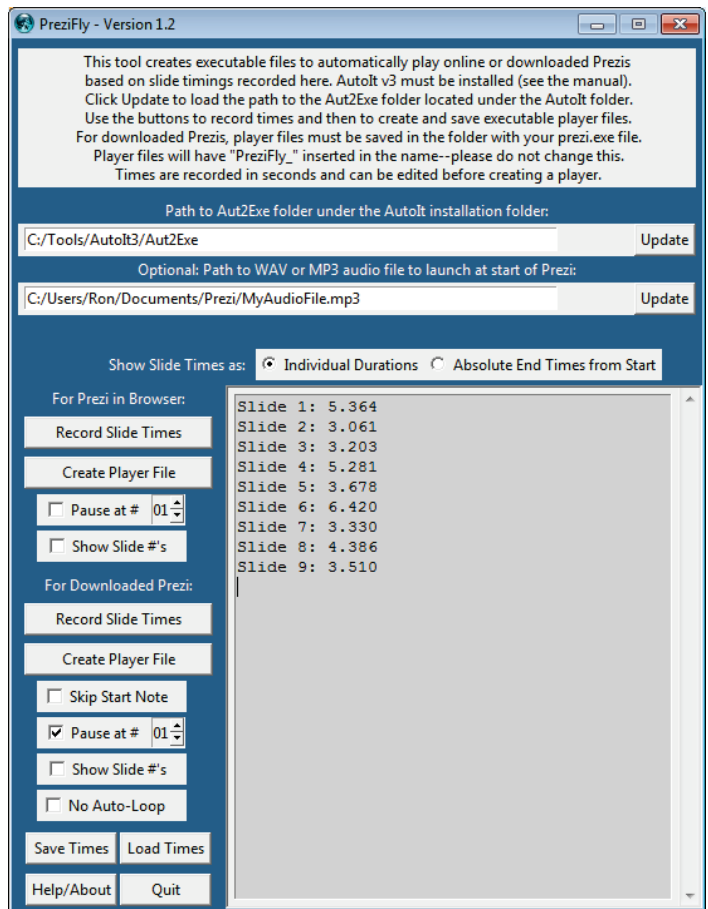 PreziFly - Version 1.2
This tool creates executable files to automatically play online or downloaded Prezis
based on slide timings recorded here. AutoIt v3 must be installed (see the manual).
Click Update to load the path to the Aut2Exe folder located under the AutoIt folder.
Use the buttons to record times and then to create and save executable player files.
For downloaded Prezis, player files must be saved in the folder with your prezi.exe file.
Player files will have "PreziFly_" inserted in the name--please do not change this.
Times are recorded in seconds and can be edited before creating a player.
Path to Aut2Exe folder under the AutoIt installation folder:
C:/Tools/AutoIt3/Aut2Exe Update
Optional: Path to WAV or MP3 audio file to launch at start of Prezi:
C:/Users/Ron/Documents/Prezi/MyAudioFile.mp3 Update
Show Slide Times as: Individual Durations Absolute End Times from Start
For Prezi in Browser:
Record Slide Times
Create Player File
Pause at # 01
Show Slide #'s
For Downloaded Prezi:
Record Slide Times
Create Player File
Skip Start Note
Pause at # 01
Show Slide #'s
No Auto-Loop
Save Times Load Times
Help/About Quit
Slide 1: 5.364
Slide 2: 3.061
Slide 3: 3.203
Slide 4: 5.281
Slide 5: 3.678
Slide 6: 6.420
Slide 7: 3.330
Slide 8: 4.386
Slide 9: 3.510